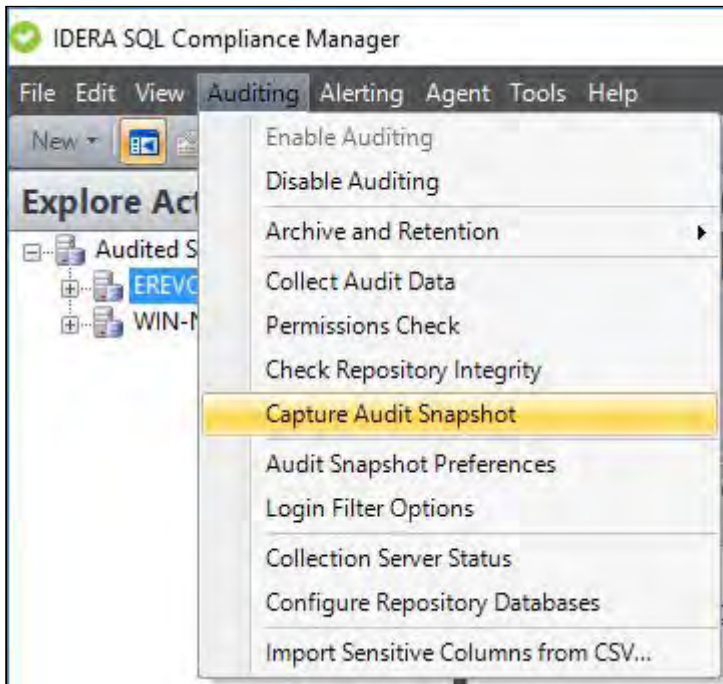 IDERA SQL Compliance Manager
File Edit View Auditing Alerting Agent Tools Help
New
Enable Auditing
Disable Auditing
Explore
Archive and Retention
Audited
Collect Audit Data
Permissions Check
Check Repository Integrity
Capture Audit Snapshot
Audit Snapshot Preferences
Login Filter Options
Collection Server Status
Configure Repository Databases
Import Sensitive Columns from CSV...